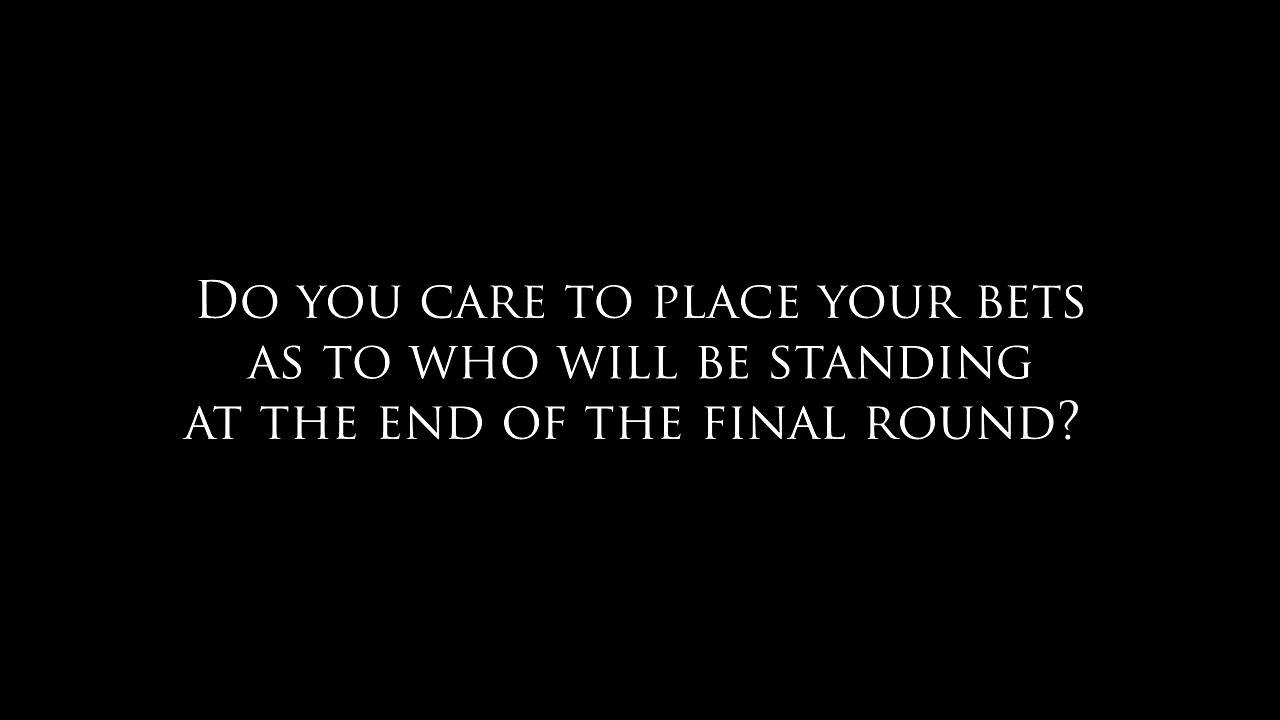 Do you care to place your bets
as to who will be standing
at the end of the final round?